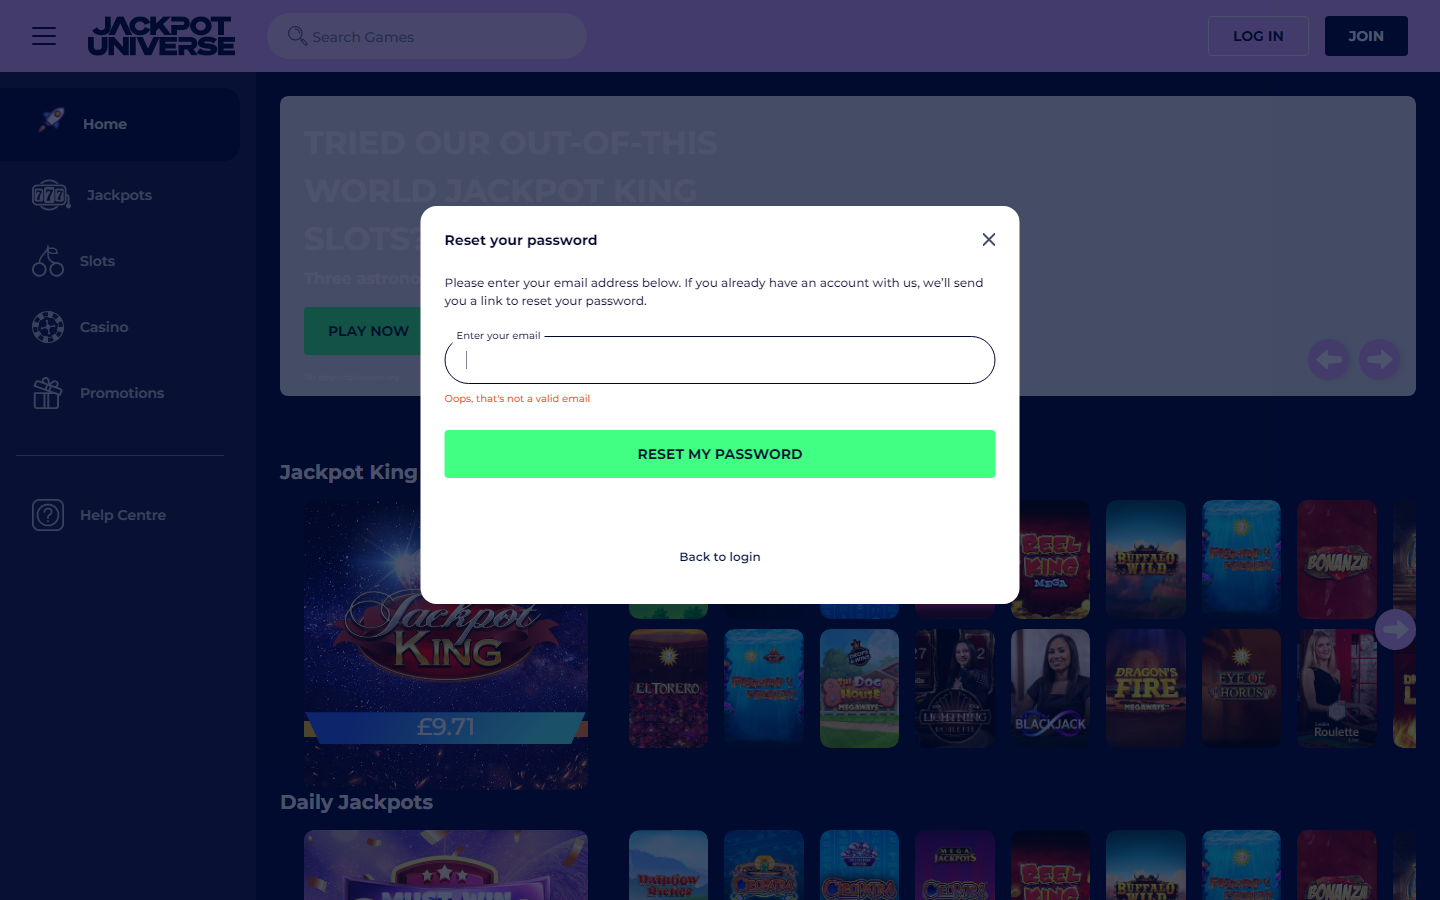 JACKPOT
UNIVERSE
Search Games
LOG IN
JOIN
Home
Jackpots
Slots
Casino
Promotions
Help Centre
TRIED OUR OUT-OF-THIS
WORLD JACKPOT KING
SLOTS?
Three astrono
PLAY NOW
Reset your password
Please enter your email address below. If you already have an account with us, we'll send
you a link to reset your password.
Enter your email
Oops, that's not a valid email
RESET MY PASSWORD
Back to login
Jackpot King
Jackpot
KING
£9.71
REEL
KING
MEGA
BUFFALO
WILD
BONANZA
EL TORERO
THE DOG
HOUSE
MEGAWAYS
LIGHTNING
ROULETTE
BLACKJACK
DRAGON'S
FIRE
MEGAWAYS
EYE OF
HORUS
Roulette
Daily Jackpots
MUST WIN
Rainbow
Riches
CLEOPATRA
MEGA
JACKPOTS
CLEOPATRA
REEL
KING
BUFFALO
WILD
BONANZA